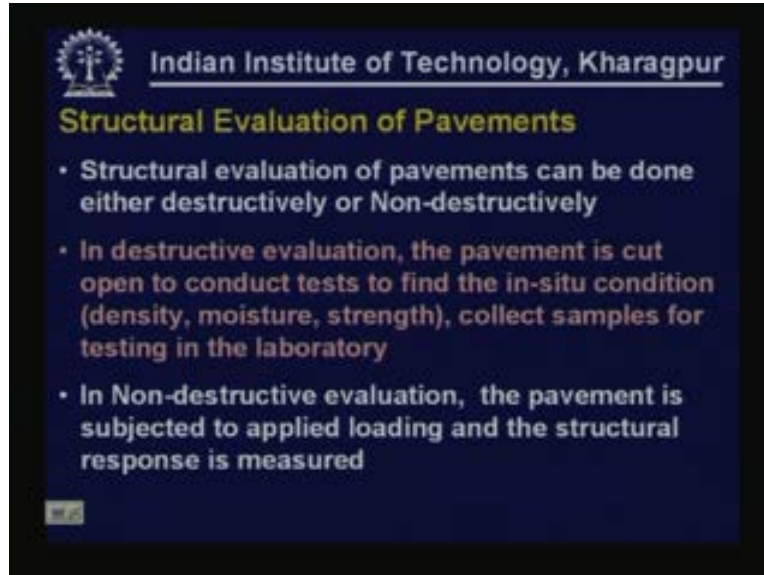 Indian Institute of Technology, Kharagpur
Structural Evaluation of Pavements
• Structural evaluation of pavements can be done
either destructively or Non-destructively
• In destructive evaluation, the pavement is cut
open to conduct tests to find the in-situ condition
(density, moisture, strength), collect samples for
testing in the laboratory
• In Non-destructive evaluation, the pavement is
subjected to applied loading and the structural
response is measured